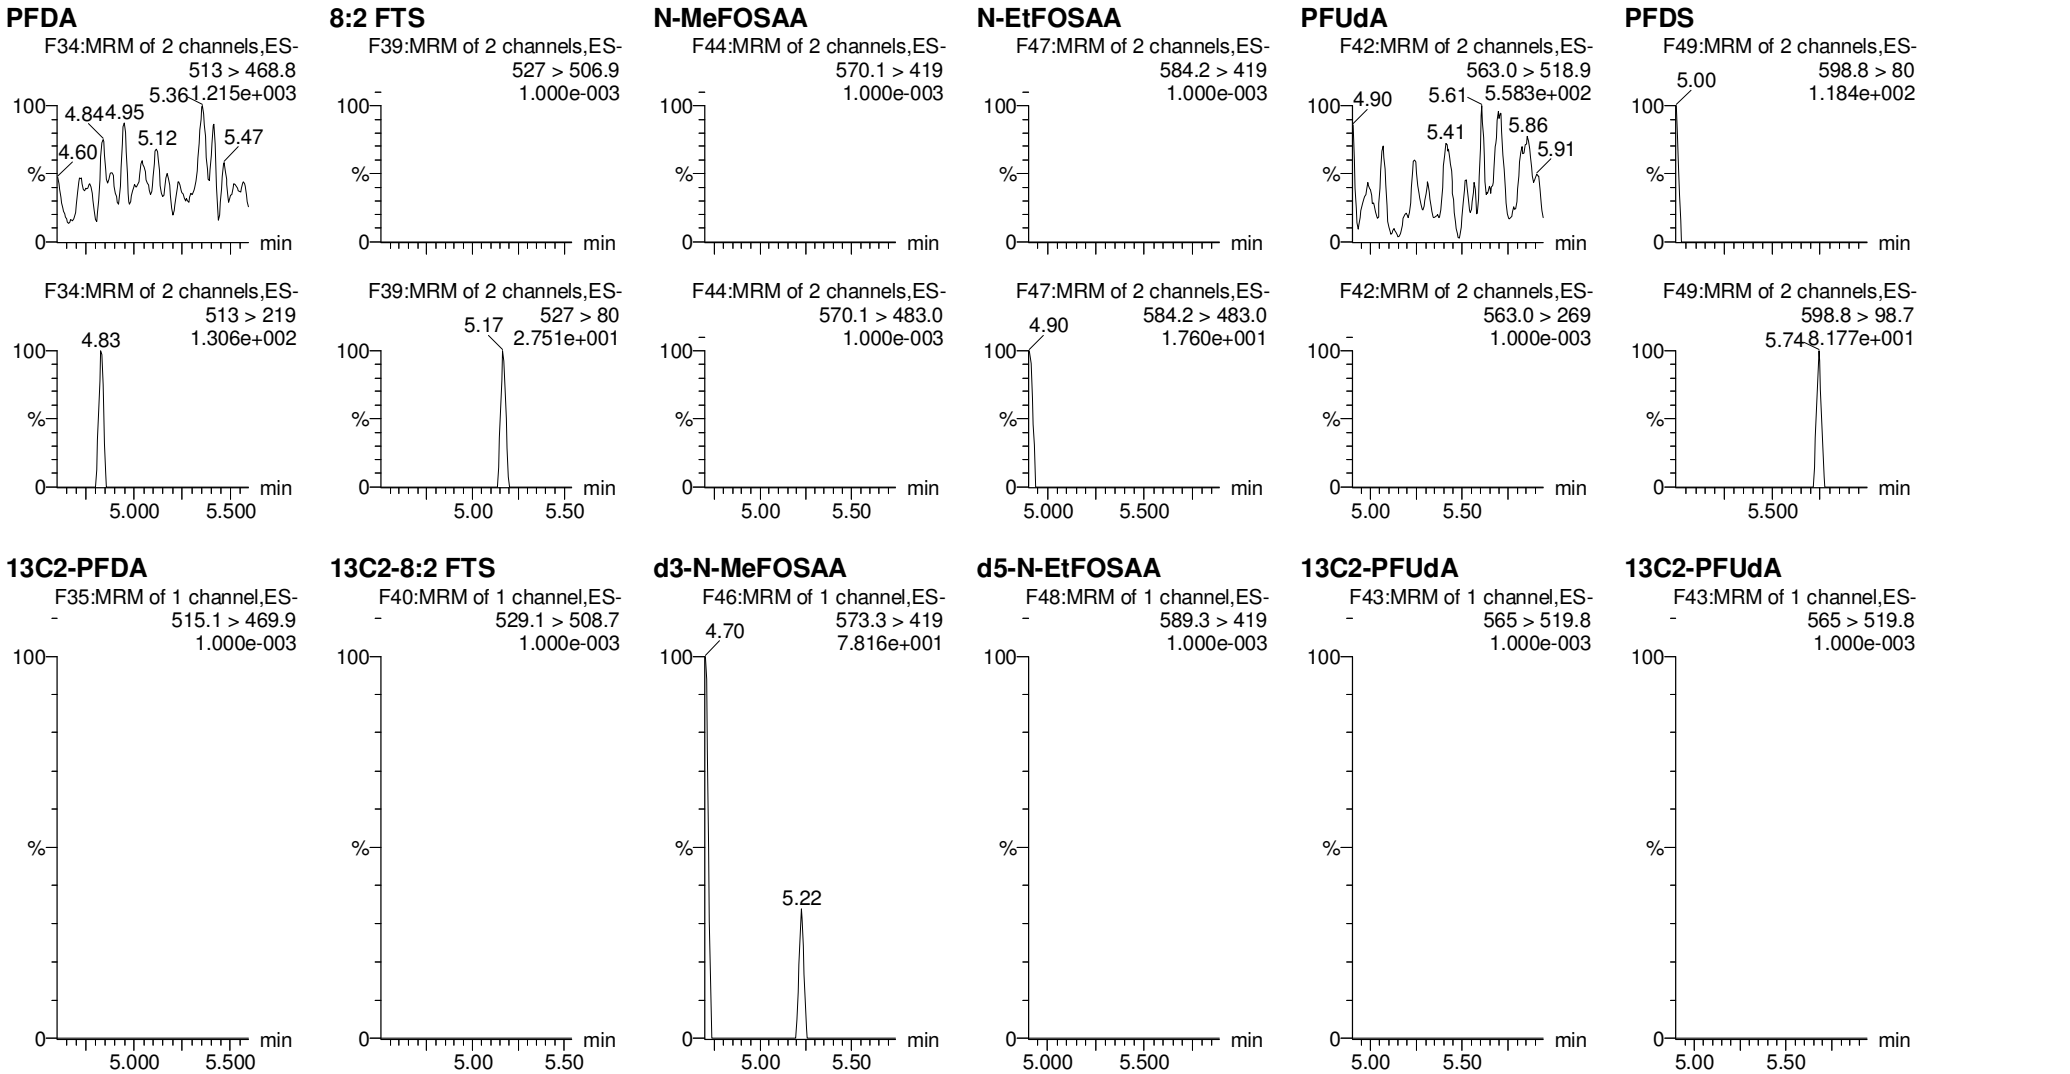 PFDA
F34:MRM of 2 channels,ES-
513 > 468.8
1.215e+003
5.36
4.84
4.95
5.12
5.47
4.60
100
%
0
min
8:2 FTS
F39:MRM of 2 channels,ES-
527 > 506.9
1.000e-003
100
%
0
min
N-MeFOSAA
F44:MRM of 2 channels,ES-
570.1 > 419
1.000e-003
100
%
0
min
N-EtFOSAA
F47:MRM of 2 channels,ES-
584.2 > 419
1.000e-003
100
%
0
min
PFUdA
F42:MRM of 2 channels,ES-
563.0 > 518.9
5.583e+002
4.90
5.61
5.41
5.86
5.91
100
%
0
min
PFDS
F49:MRM of 2 channels,ES-
598.8 > 80
1.184e+002
5.00
100
%
0
min
F34:MRM of 2 channels,ES-
513 > 219
1.306e+002
4.83
100
%
0
min
5.000
5.500
F39:MRM of 2 channels,ES-
527 > 80
2.751e+001
5.17
100
%
0
min
5.00
5.50
F44:MRM of 2 channels,ES-
570.1 > 483.0
1.000e-003
100
%
0
min
5.00
5.50
F47:MRM of 2 channels,ES-
584.2 > 483.0
1.760e+001
4.90
100
%
0
min
5.000
5.500
F42:MRM of 2 channels,ES-
563.0 > 269
1.000e-003
100
%
0
min
5.00
5.50
F49:MRM of 2 channels,ES-
598.8 > 98.7
8.177e+001
5.74
100
%
0
min
5.500
13C2-PFDA
F35:MRM of 1 channel,ES-
515.1 > 469.9
1.000e-003
100
%
0
min
5.000
5.500
13C2-8:2 FTS
F40:MRM of 1 channel,ES-
529.1 > 508.7
1.000e-003
100
%
0
min
5.00
5.50
d3-N-MeFOSAA
F46:MRM of 1 channel,ES-
573.3 > 419
7.816e+001
4.70
5.22
100
%
0
min
5.00
5.50
d5-N-EtFOSAA
F48:MRM of 1 channel,ES-
589.3 > 419
1.000e-003
100
%
0
min
5.000
5.500
13C2-PFUdA
F43:MRM of 1 channel,ES-
565 > 519.8
1.000e-003
100
%
0
min
5.00
5.50
13C2-PFUdA
F43:MRM of 1 channel,ES-
565 > 519.8
1.000e-003
100
%
0
min
5.00
5.50